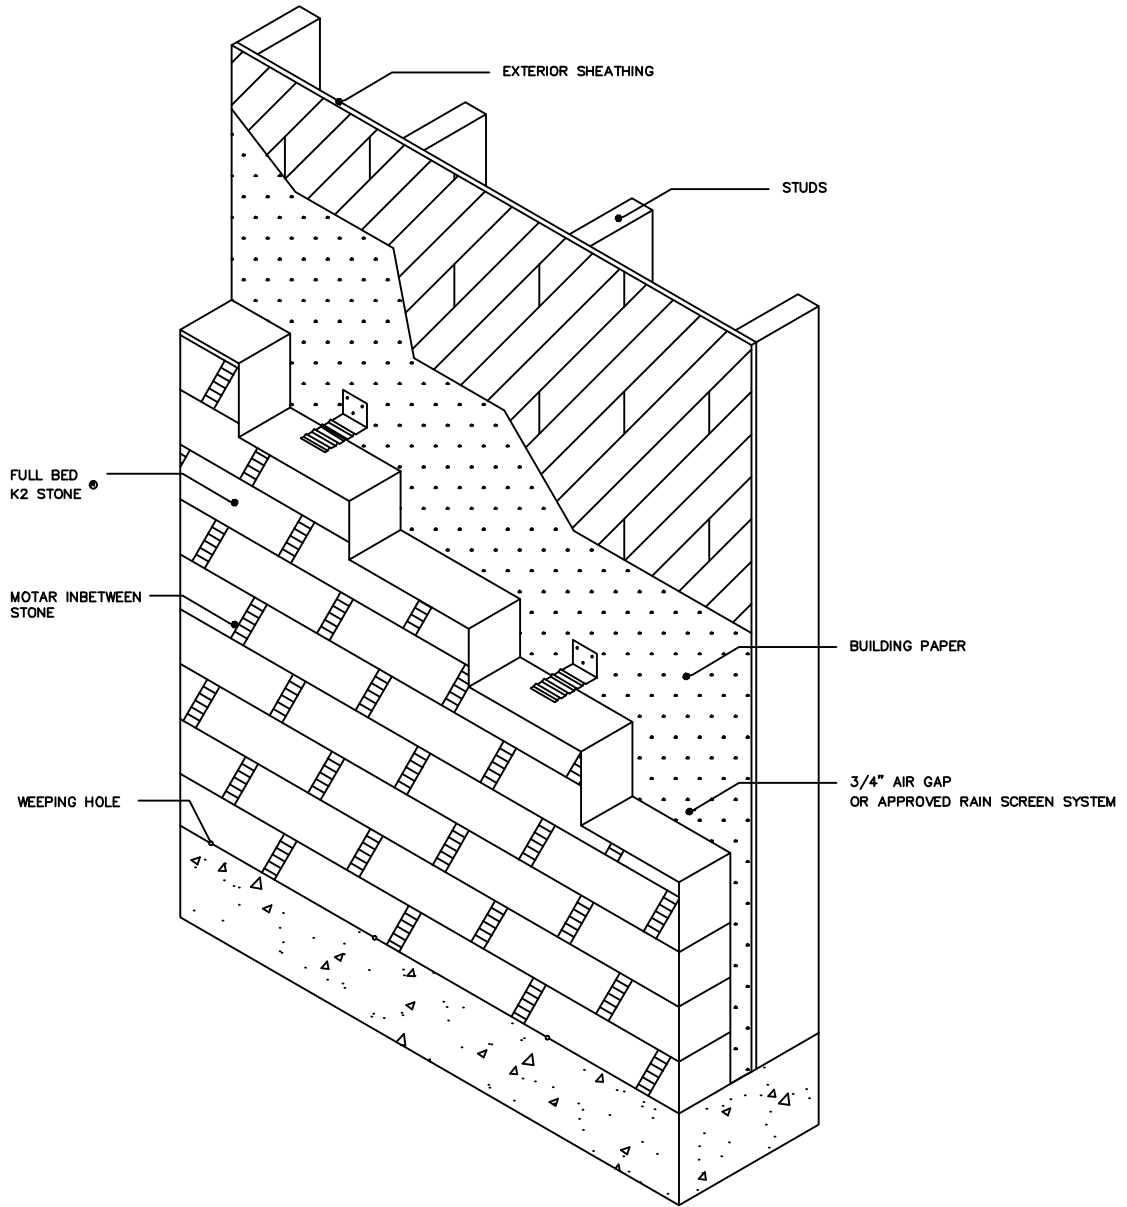 EXTERIOR SHEATHING
STUDS
FULL BED
K2 STONE ®
MOTAR INBETWEEN
STONE
BUILDING PAPER
3/4" AIR GAP
OR APPROVED RAIN SCREEN SYSTEM
WEEPING HOLE